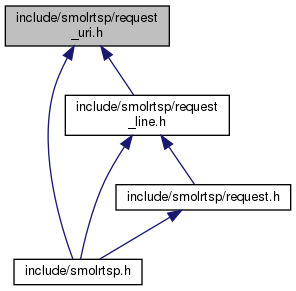 include/smolrtsp/request
_uri.h
include/smolrtsp/request
_line.h
include/smolrtsp/request.h
include/smolrtsp.h